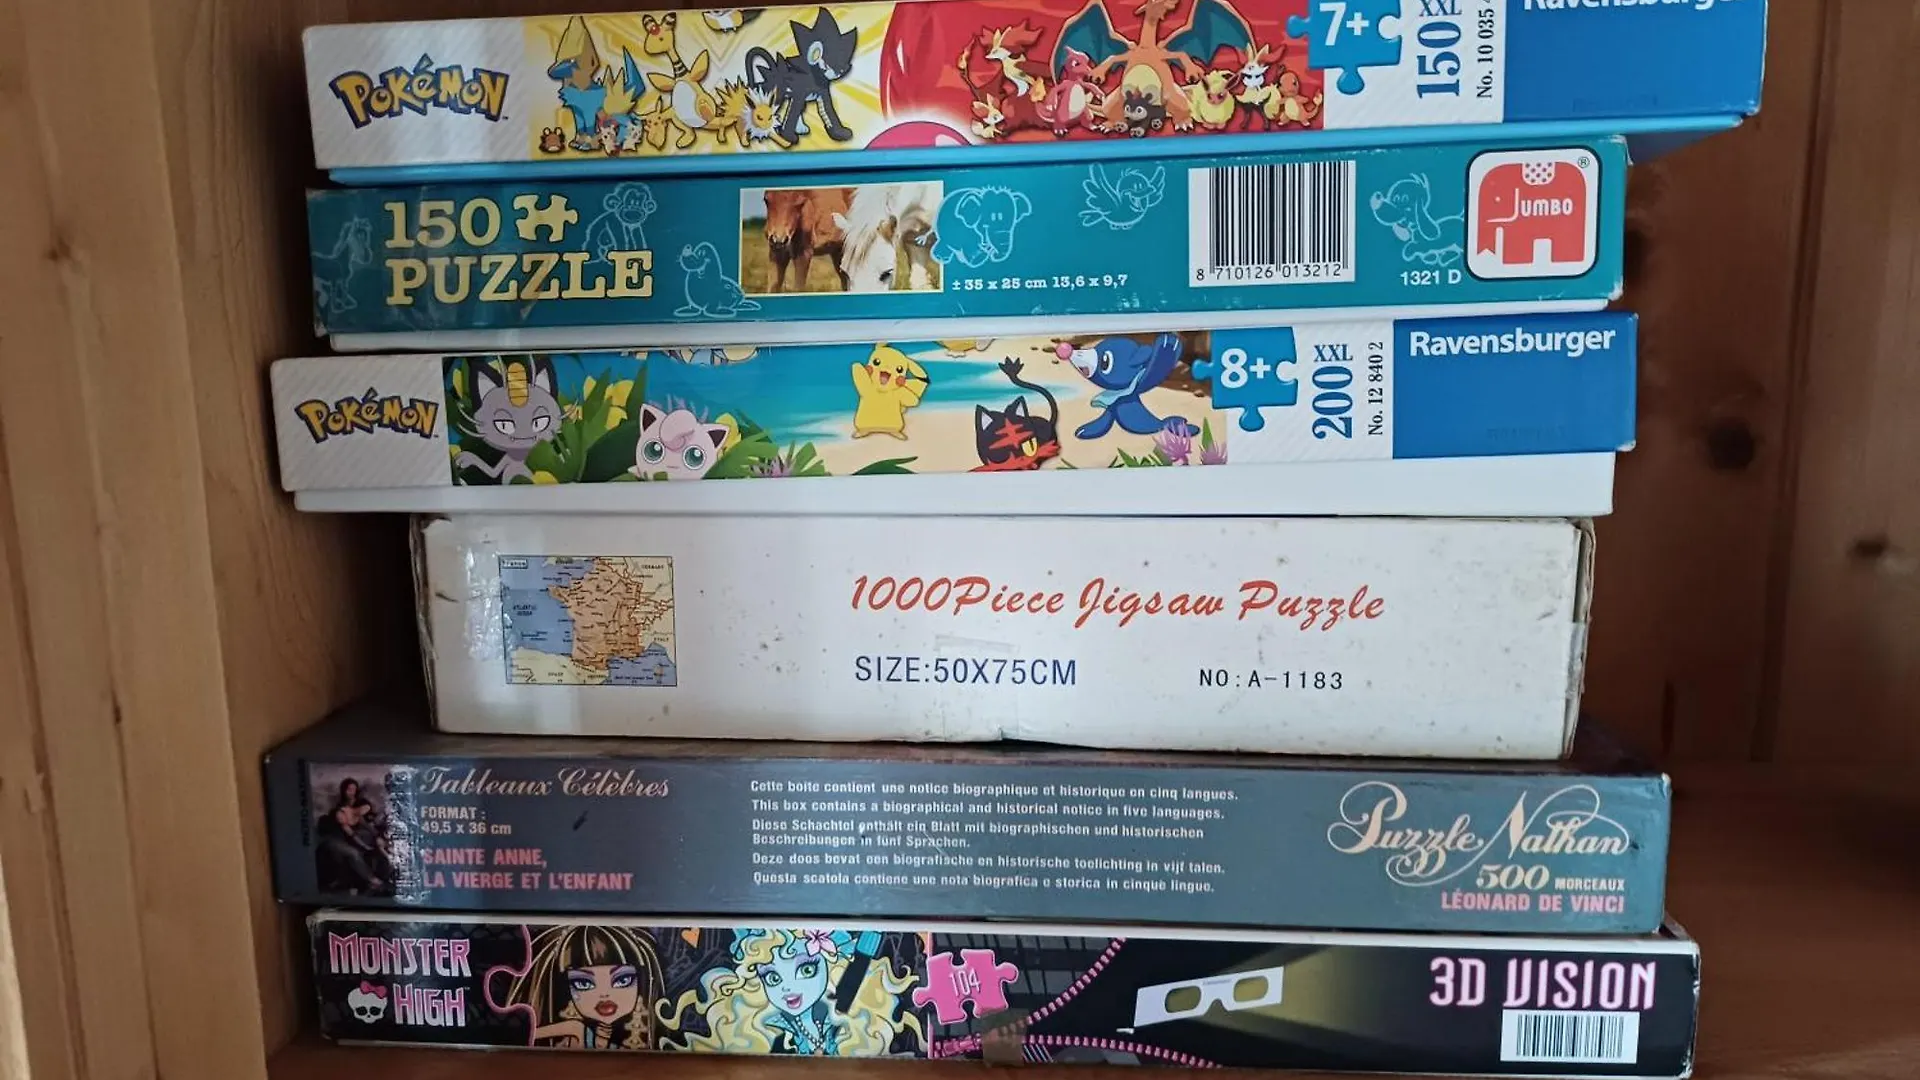 POKÉMON
7+
XXL
150
No. 10 035
Ravensburger
150
PUZZLE
± 35 x 25 cm 13,6 x 9,7
8 710126 013212
1321 D
JUMBO
POKÉMON
8+
XXL
200
No. 12 840 2
Ravensburger
France
1000Piece Jigsaw Puzzle
SIZE:50X75CM
NO:A-1183
Tableaux Célèbres
FORMAT :
49,5 x 36 cm
SAINTE ANNE,
LA VIERGE ET L'ENFANT
Cette boite contient une notice biographique et historique en cinq langues.
This box contains a biographical and historical notice in five languages.
Diese Schachtel enthält ein Blatt mit biographischen und historischen
Beschreibungen in fünf Sprachen.
Deze doos bevat een biografische en historische toelichting in vijf talen.
Questa scatola contiene una nota biografica e storica in cinque lingue.
Puzzle Nathan
500 MORCEAUX
LÉONARD DE VINCI
MONSTER
HIGH
104
3D VISION